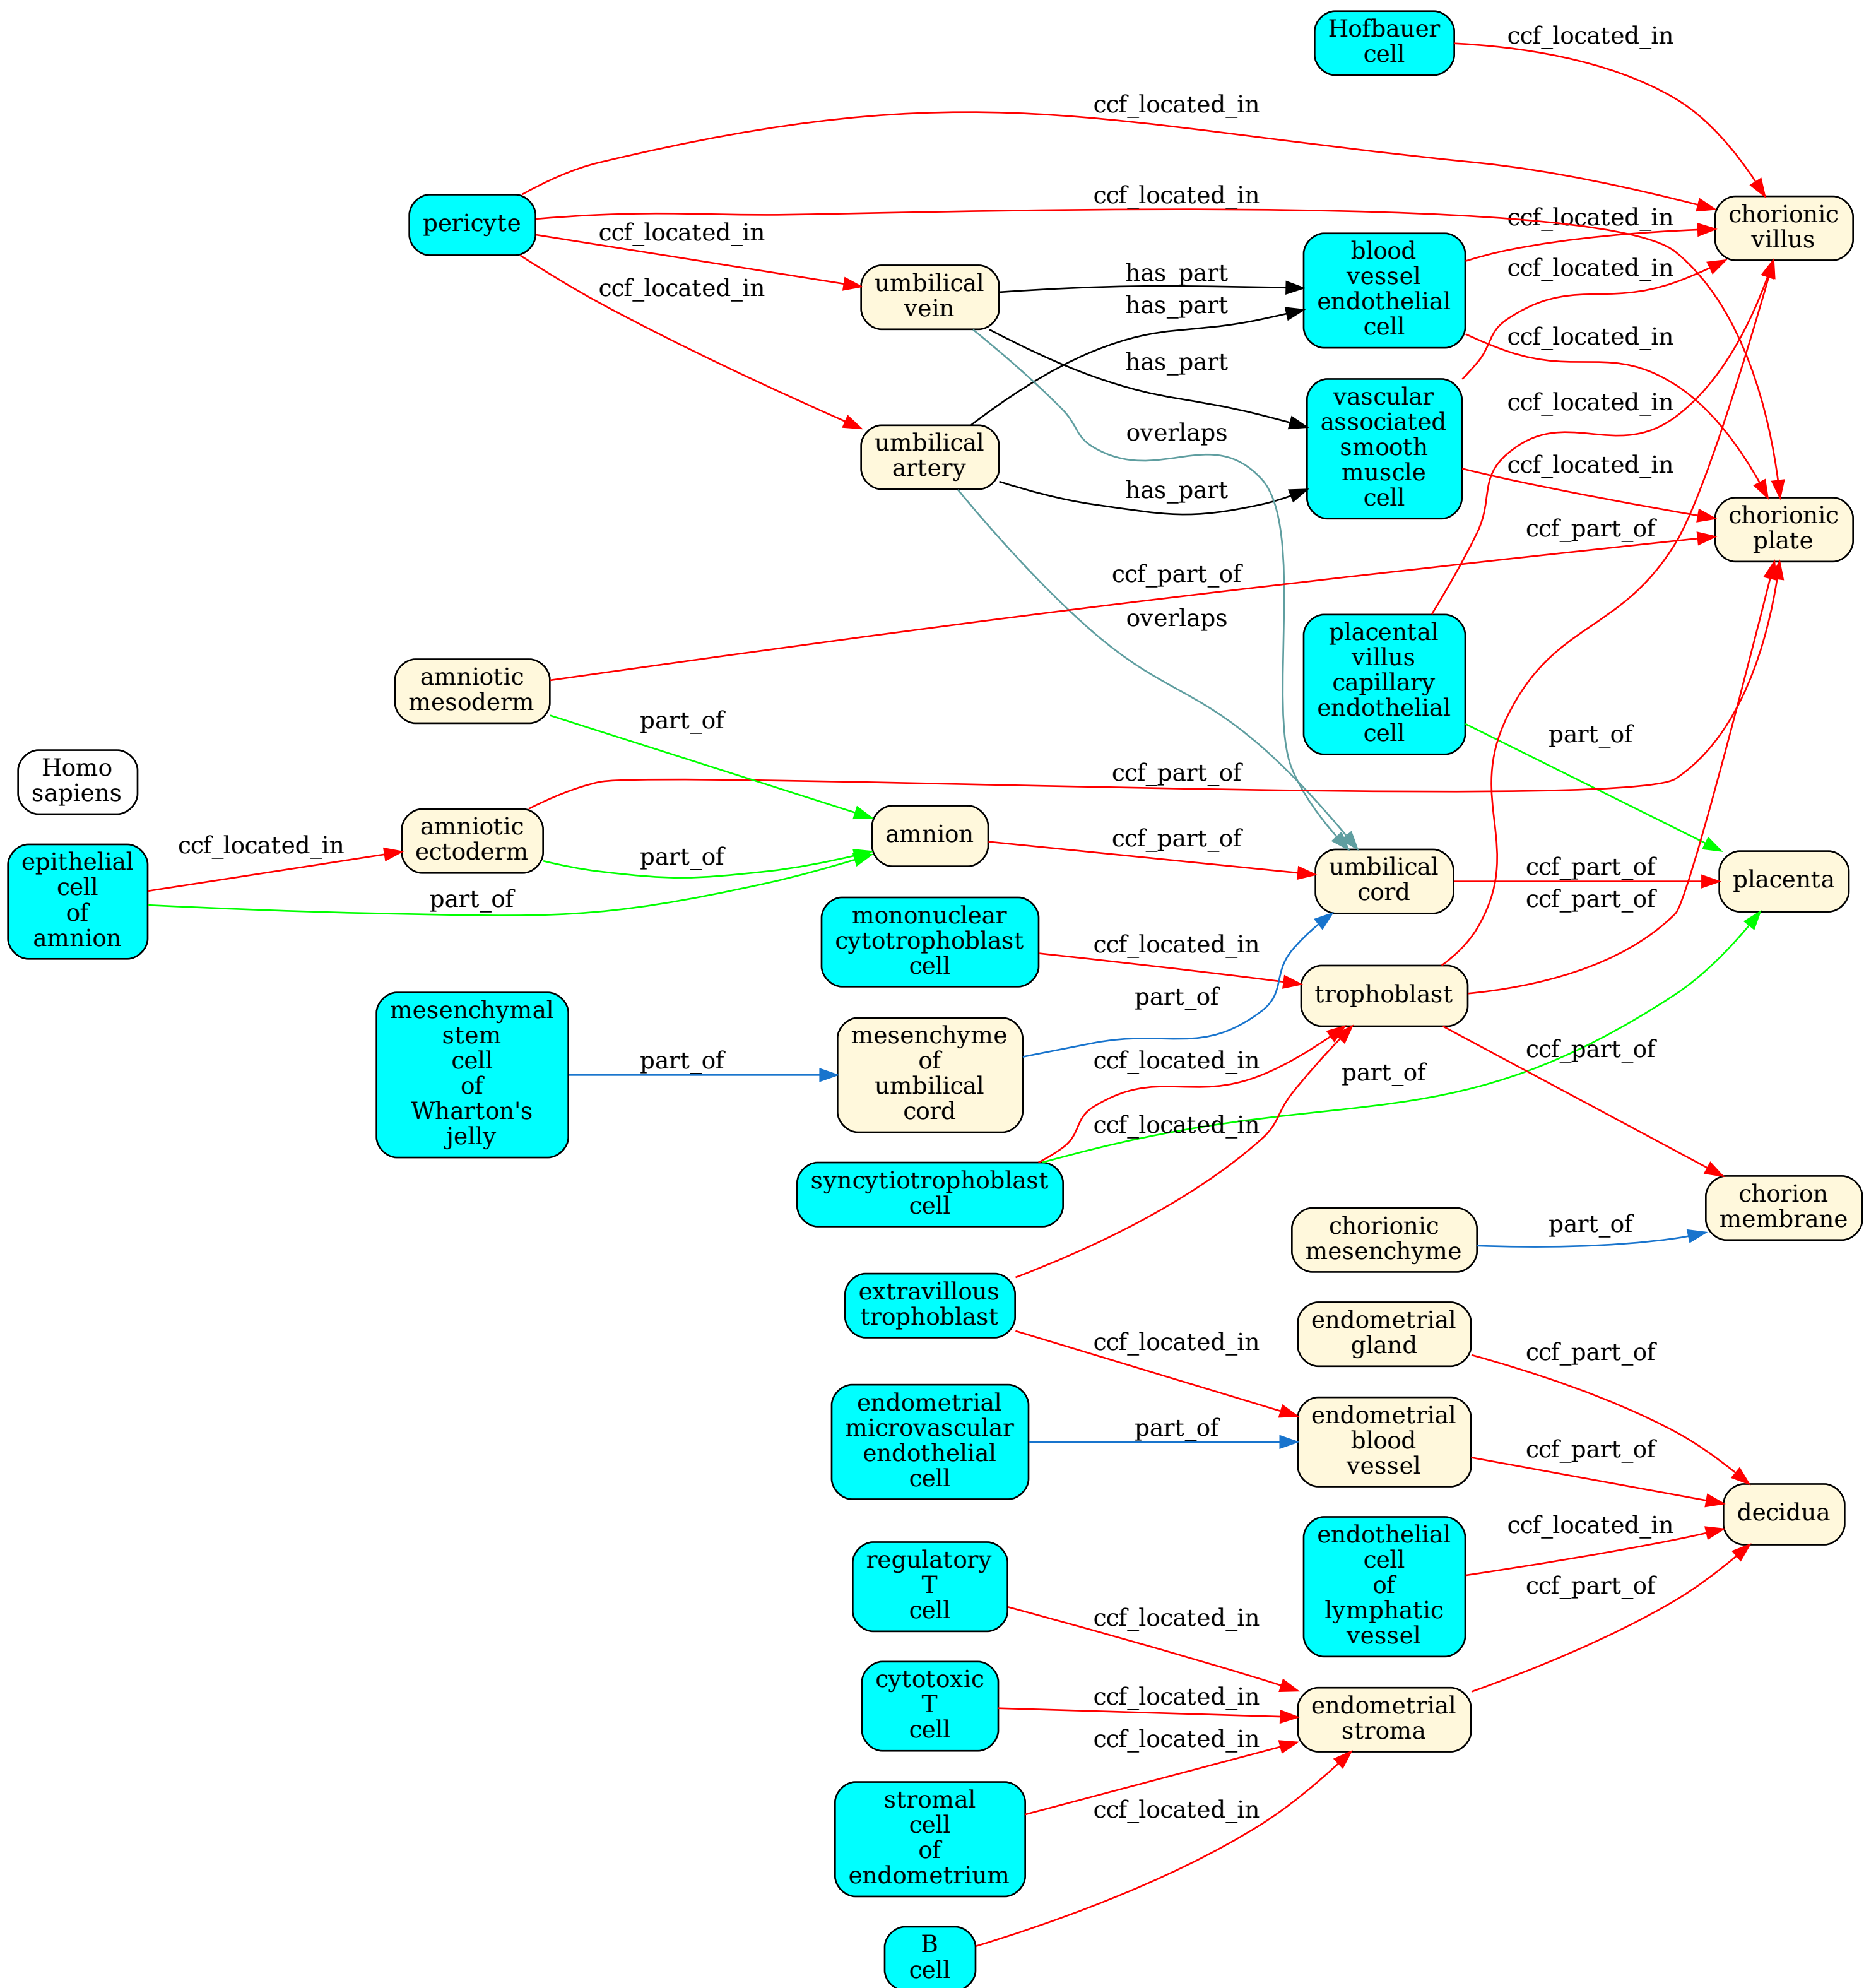 Hofbauer
cell
ccf_located_in
ccf_located_in
pericyte
ccf_located_in
ccf_located_in
ccf_located_in
umbilical
vein
has_part
has_part
has_part
overlaps
umbilical
artery
has_part
overlaps
blood
vessel
endothelial
cell
ccf_located_in
ccf_located_in
ccf_located_in
vascular
associated
smooth
muscle
cell
ccf_located_in
ccf_located_in
chorionic
villus
chorionic
plate
ccf_part_of
ccf_part_of
placental
villus
capillary
endothelial
cell
part_of
amniotic
mesoderm
part_of
Homo
sapiens
epithelial
cell
of
amnion
ccf_located_in
part_of
amniotic
ectoderm
ccf_part_of
part_of
amnion
ccf_part_of
umbilical
cord
ccf_part_of
ccf_part_of
placenta
mononuclear
cytotrophoblast
cell
ccf_located_in
trophoblast
ccf_part_of
mesenchymal
stem
cell
of
Wharton's
jelly
part_of
mesenchyme
of
umbilical
cord
part_of
ccf_located_in
part_of
ccf_located_in
syncytiotrophoblast
cell
chorionic
mesenchyme
part_of
chorion
membrane
extravillous
trophoblast
ccf_located_in
endometrial
gland
ccf_part_of
endometrial
microvascular
endothelial
cell
part_of
endometrial
blood
vessel
ccf_part_of
decidua
endothelial
cell
of
lymphatic
vessel
ccf_located_in
ccf_part_of
regulatory
T
cell
ccf_located_in
cytotoxic
T
cell
ccf_located_in
endometrial
stroma
stromal
cell
of
endometrium
ccf_located_in
ccf_located_in
B
cell